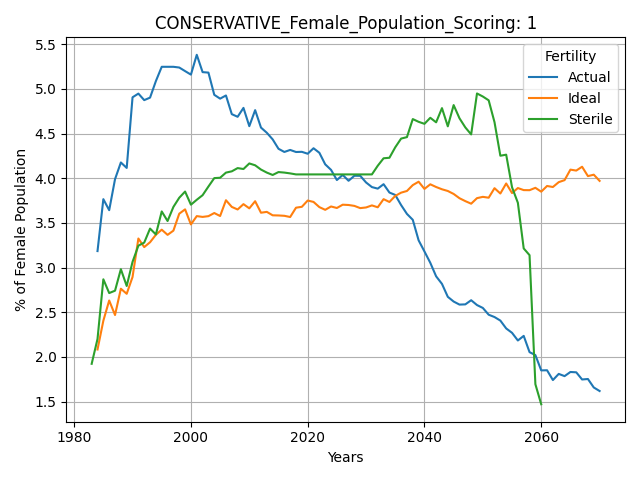 CONSERVATIVE_Female_Population_Scoring: 1
Fertility
Actual
Ideal
Sterile
% of Female Population
5.5
5.0
4.5
4.0
3.5
3.0
2.5
2.0
1.5
1980 2000 2020 2040 2060
Years